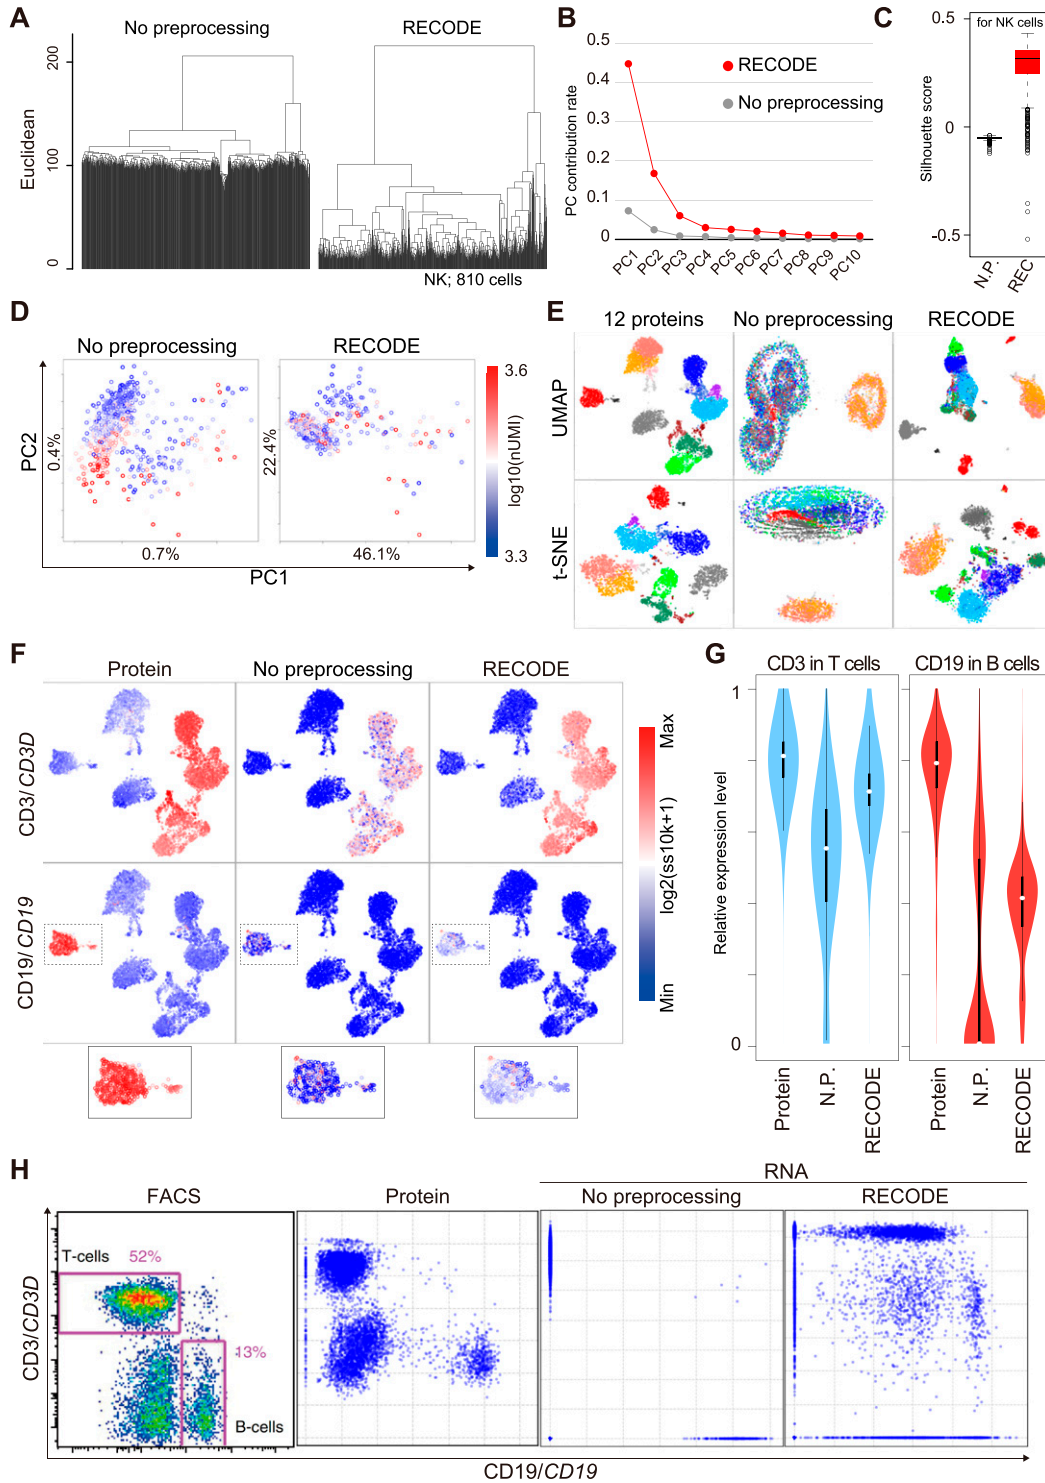 A
No preprocessing
RECODE
Euclidean
200
100
0
NK; 810 cells
B
PC contribution rate
0.5
0.4
0.3
0.2
0.1
0
RECODE
No preprocessing
PC1
PC2
PC3
PC4
PC5
PC6
PC7
PC8
PC9
PC10
C
for NK cells
Silhouette score
0.5
0
-0.5
N.P.
REC
D
No preprocessing
RECODE
PC2
0.4%
22.4%
0.7%
46.1%
PC1
3.6
log10(nUMI)
3.3
E
12 proteins
No preprocessing
RECODE
UMAP
t-SNE
F
Protein
No preprocessing
RECODE
CD3/CD3D
CD19/CD19
Max
log2(ss10k+1)
Min
G
CD3 in T cells
CD19 in B cells
Relative expression level
1
0
Protein
N.P.
RECODE
Protein
N.P.
RECODE
H
RNA
FACS
Protein
No preprocessing
RECODE
CD3/CD3D
T-cells 52%
13%
B-cells
CD19/CD19